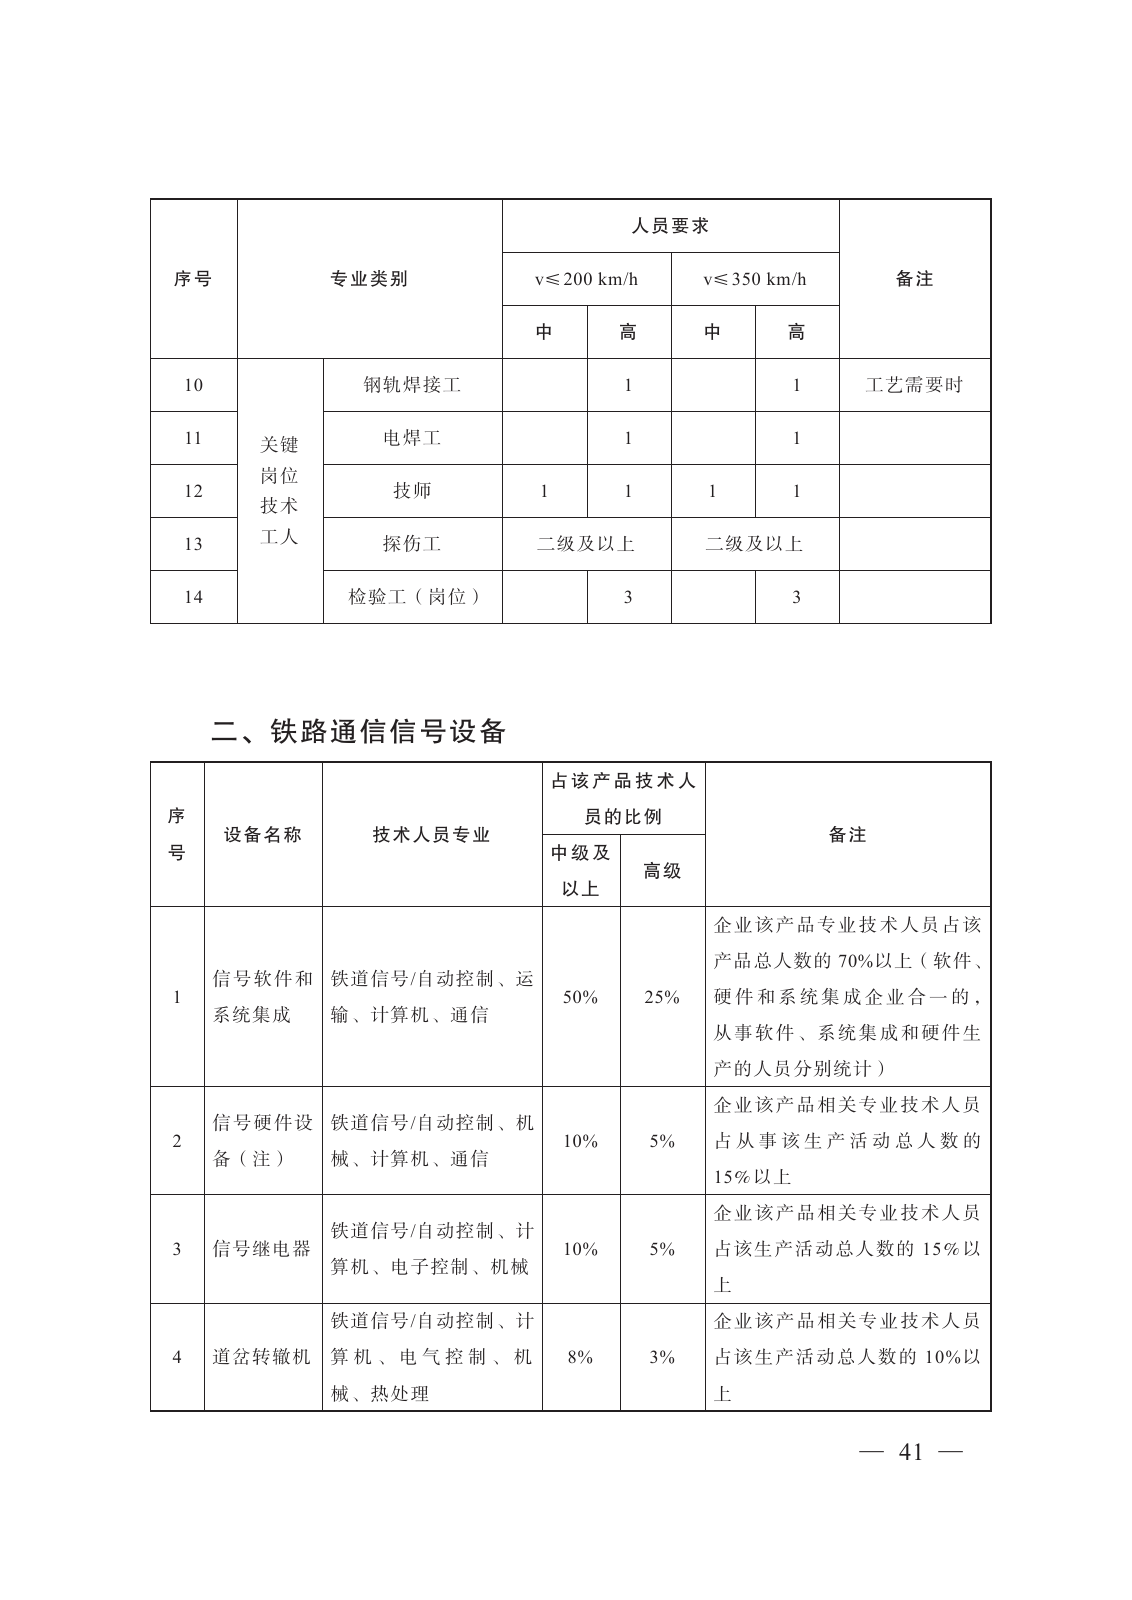 序号 专业类别 人员要求 备注
v≤200 km/h v≤350 km/h
中 高 中 高
10 关键岗位技术工人 钢轨焊接工 1 1 工艺需要时
11 电焊工 1 1
12 技师 1 1 1 1
13 探伤工 二级及以上 二级及以上
14 检验工（岗位） 3 3
二、铁路通信信号设备
序
号
设备名称
技术人员专业
占该产品技术人
员的比例
备注
中级及
以上
高级
1
信号软件和
系统集成
铁道信号/自动控制、运
输、计算机、通信
50%
25%
企业该产品专业技术人员占该
产品总人数的 70%以上（软件、
硬件和系统集成企业合一的，
从事软件、系统集成和硬件生
产的人员分别统计）
2
信号硬件设
备（注）
铁道信号/自动控制、机
械、计算机、通信
10%
5%
企业该产品相关专业技术人员
占从事该生产活动总人数的
15%以上
3
信号继电器
铁道信号/自动控制、计
算机、电子控制、机械
10%
5%
企业该产品相关专业技术人员
占该生产活动总人数的 15%以
上
4
道岔转辙机
铁道信号/自动控制、计
算机、电气控制、机
械、热处理
8%
3%
企业该产品相关专业技术人员
占该生产活动总人数的 10%以
上
— 41 —